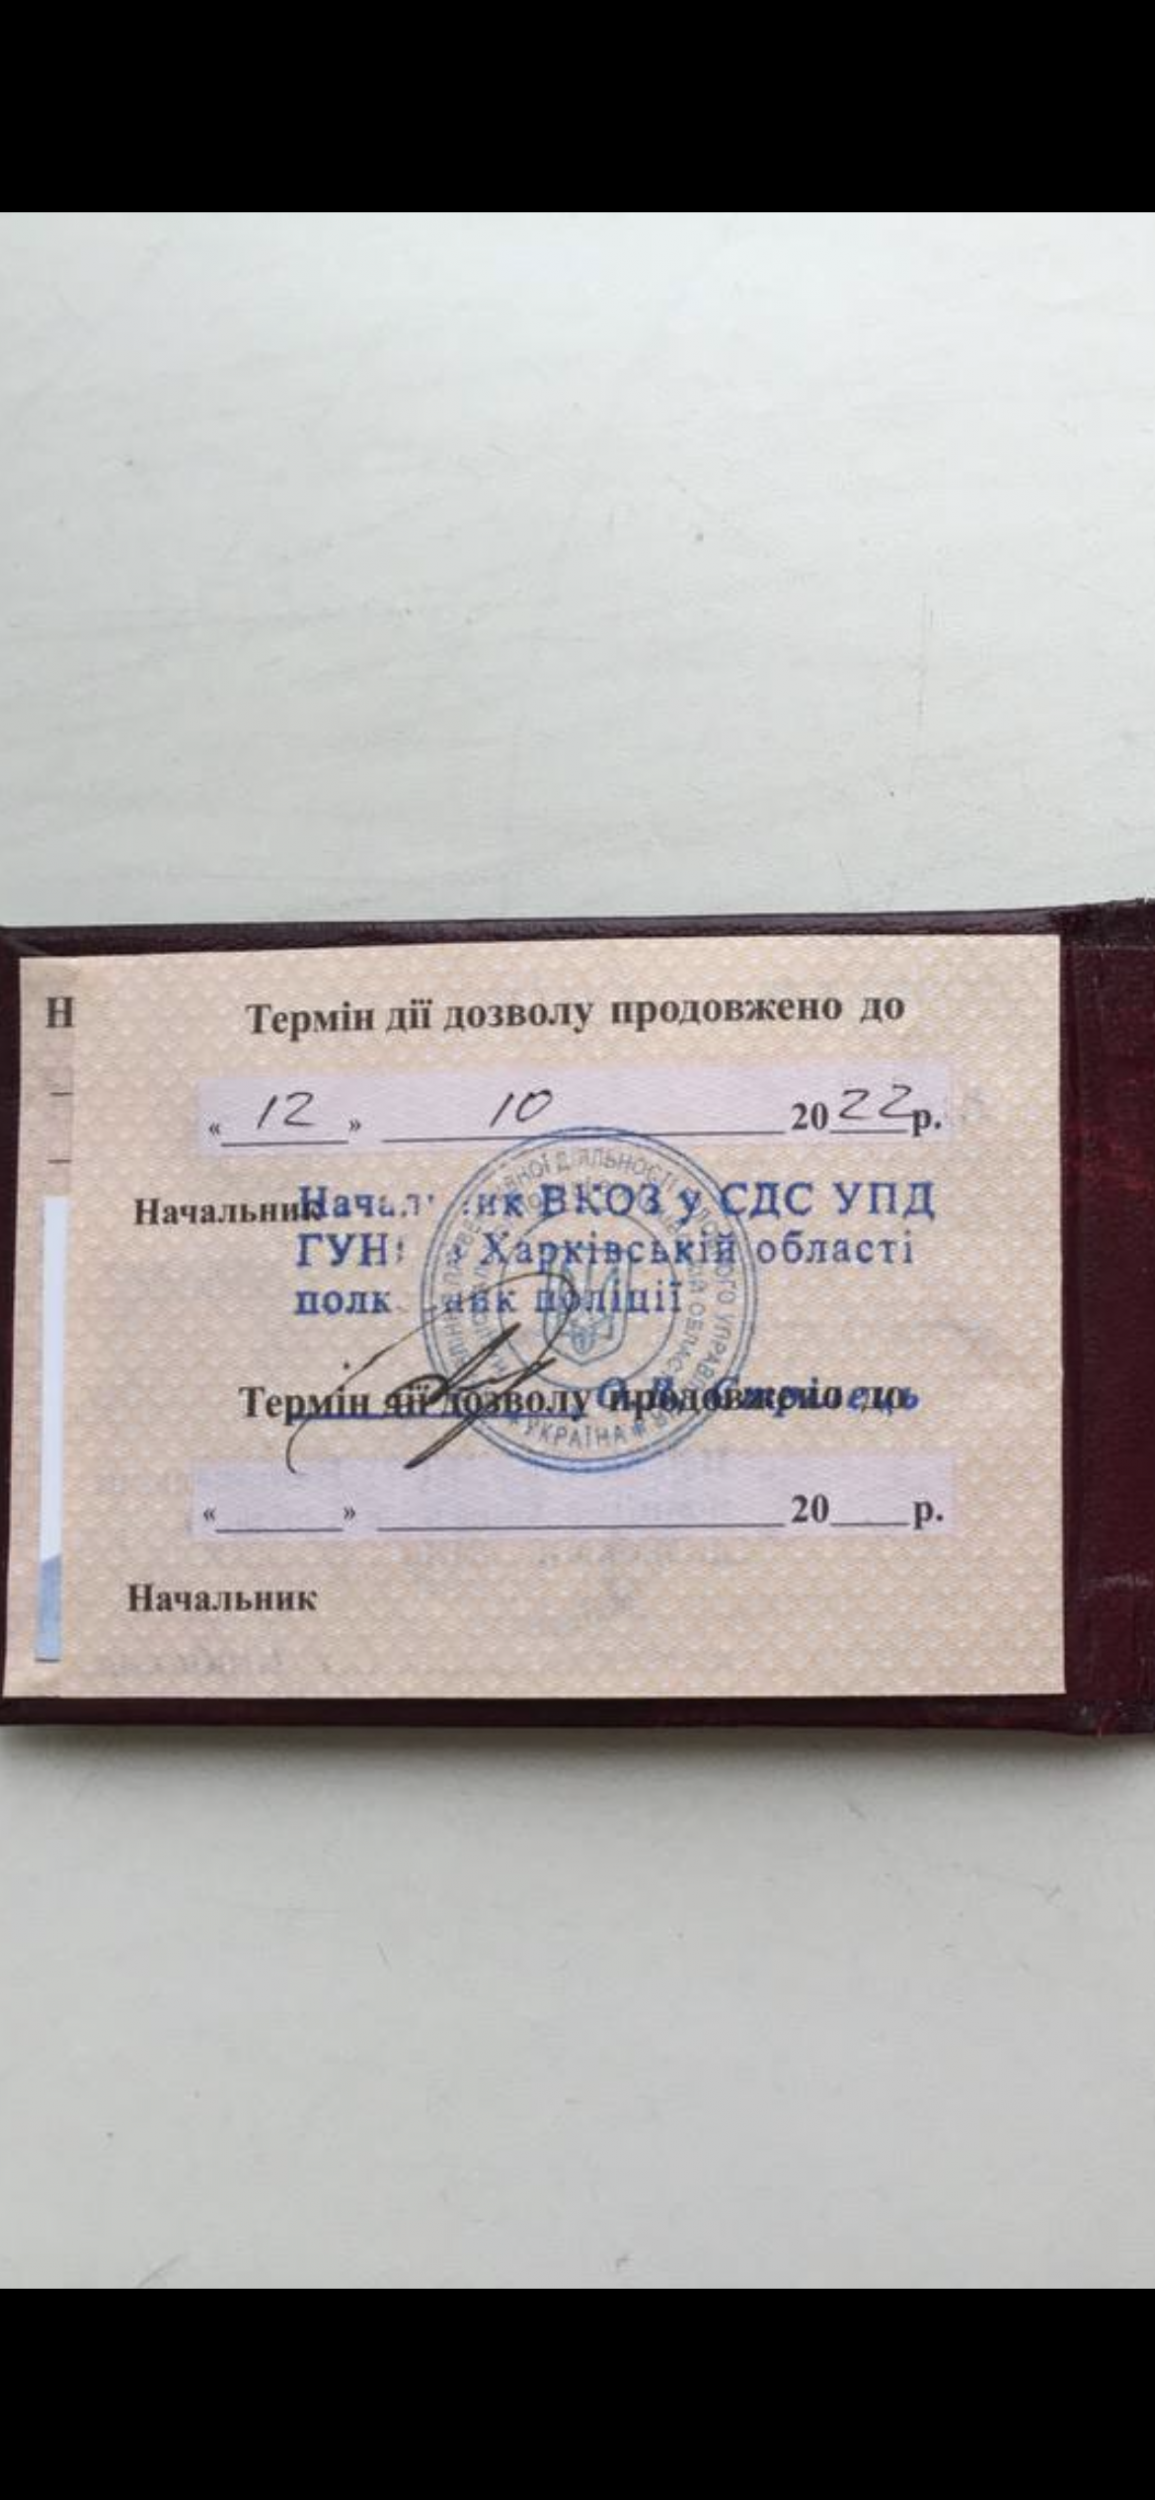 Н
Термін дії дозволу продовжено до
« 12 » 10 2022р.
Начальник
ВКОЗ у СДС УПД
Харківській області
поліції
Термін дії дозволу продовжено до
УКРАЇНА
« » 20 р.
Начальник